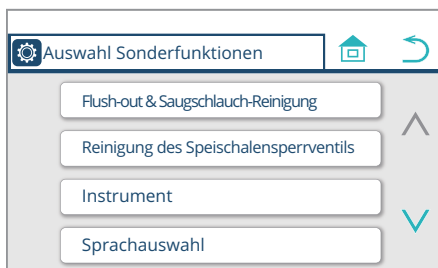 Auswahl Sonderfunktionen
Flush-out & Saugschlauch-Reinigung
Reinigung des Speischalensperrventils
Instrument
Sprachauswahl